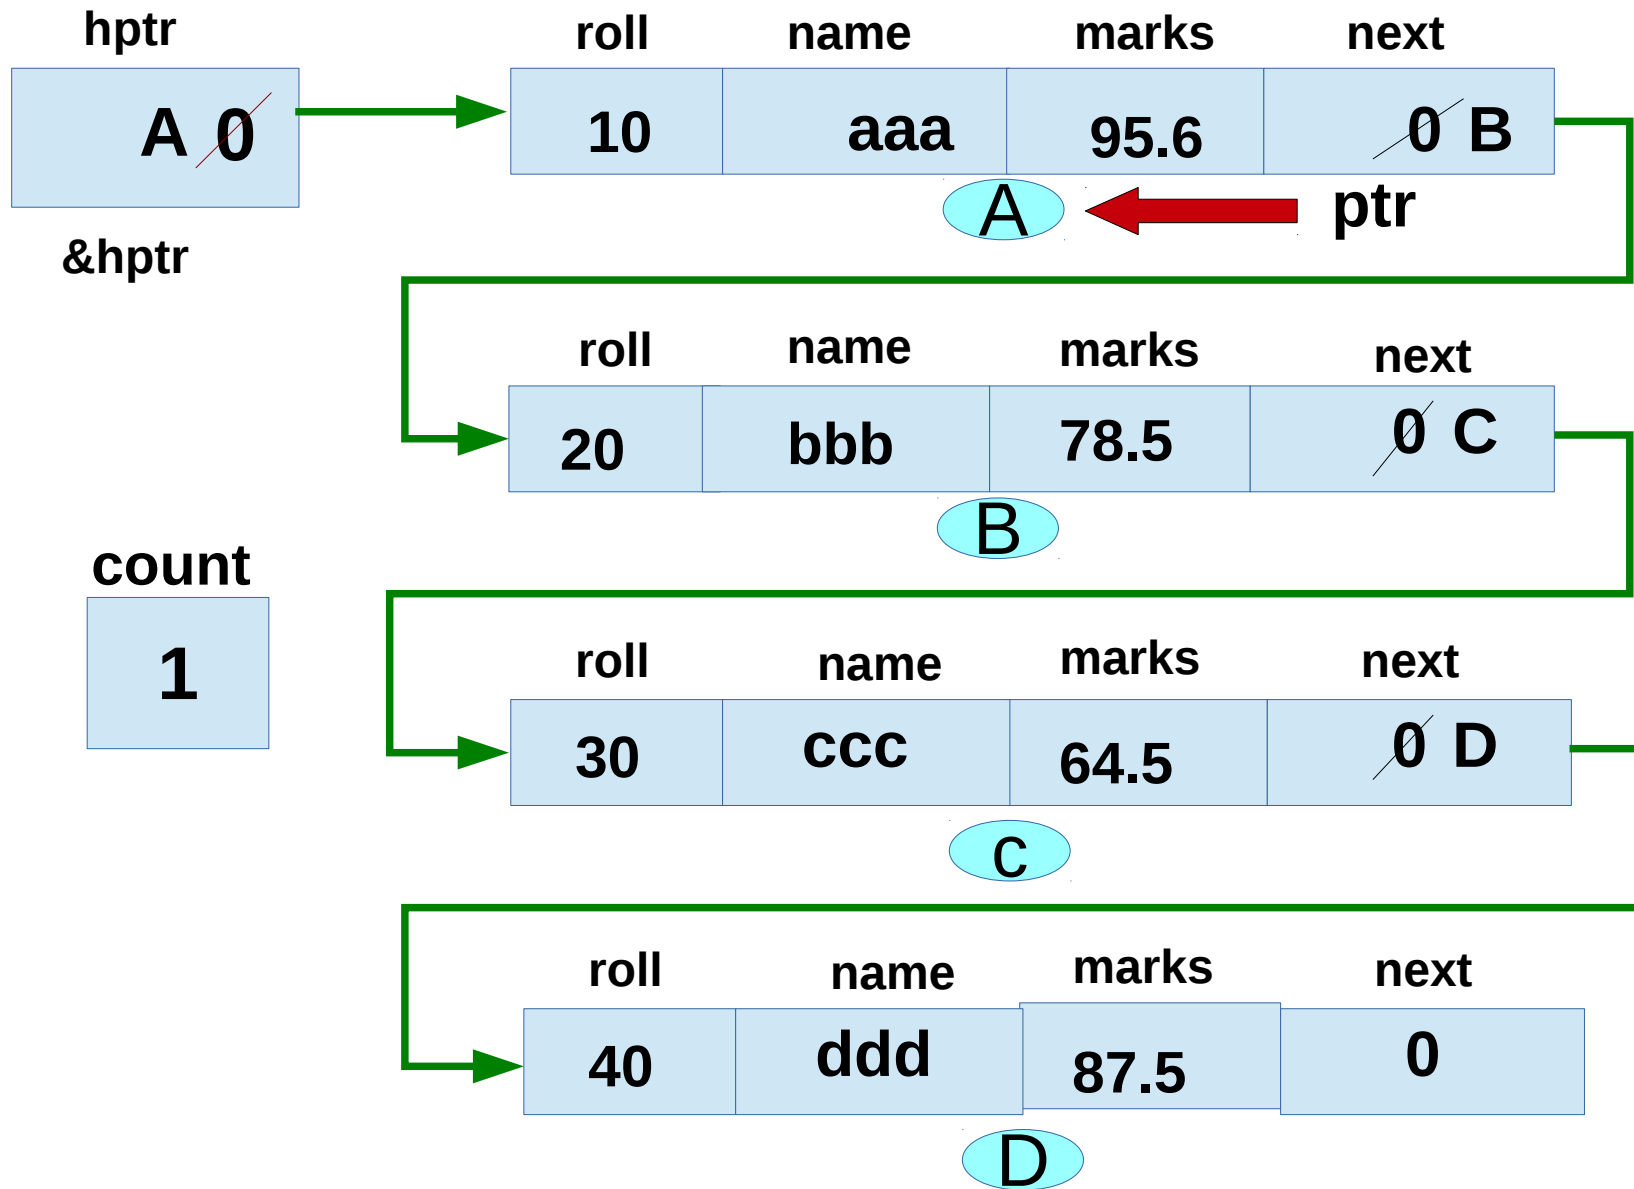 hptr roll name marks next
A 0 10 aaa 95.6 0 B
A ptr
&hptr
roll name marks next
20 bbb 78.5 0 C
B
count
1
roll name marks next
30 ccc 64.5 0 D
c
roll name marks next
40 ddd 87.5 0
D